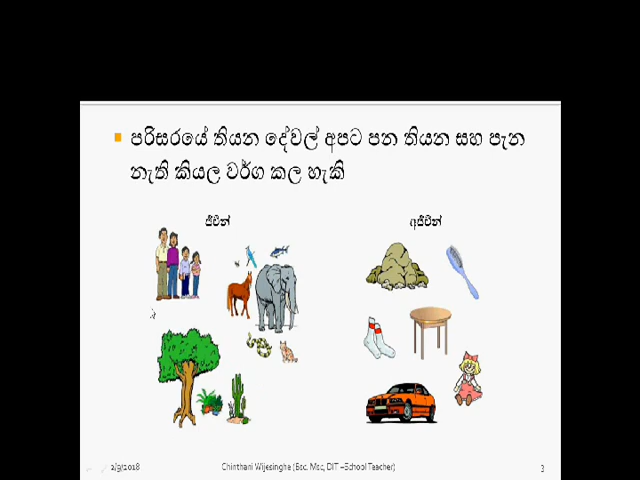 පරිසරයේ තියන දේවල් අපට පන තියන සහ පැන
නැති කියල වර්ග කල හැකි
ජීවීන්
අජීවීන්
2/9/2018
Chinthani Wijesinghe (Bsc. Msc, DIT –School Teacher)
3